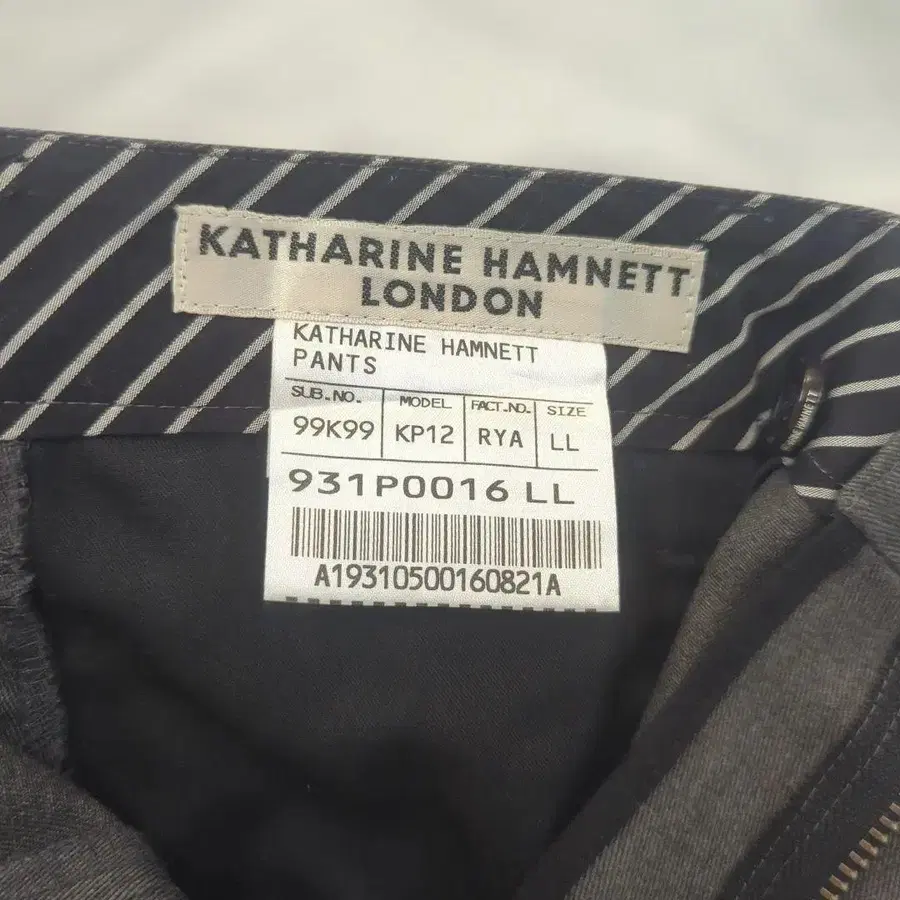 KATHARINE HAMNETT
LONDON
KATHARINE HAMNETT
PANTS
SUB.NO. MODEL FACT.NO. SIZE
99K99 KP12 RYA LL
931P0016 LL
A19310500160821A